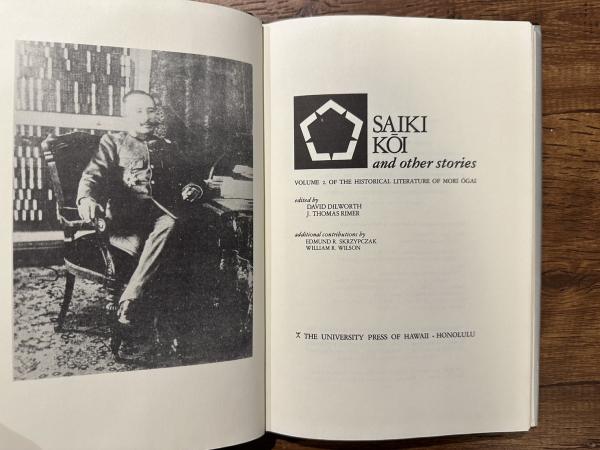 SAIKI
KŌI
and other stories
VOLUME 2 OF THE HISTORICAL LITERATURE OF MORI ŌGAI
edited by
DAVID DILWORTH
J. THOMAS RIMER
additional contributions by
EDMUND R. SKRZYPCZAK
WILLIAM R. WILSON
THE UNIVERSITY PRESS OF HAWAII · HONOLULU